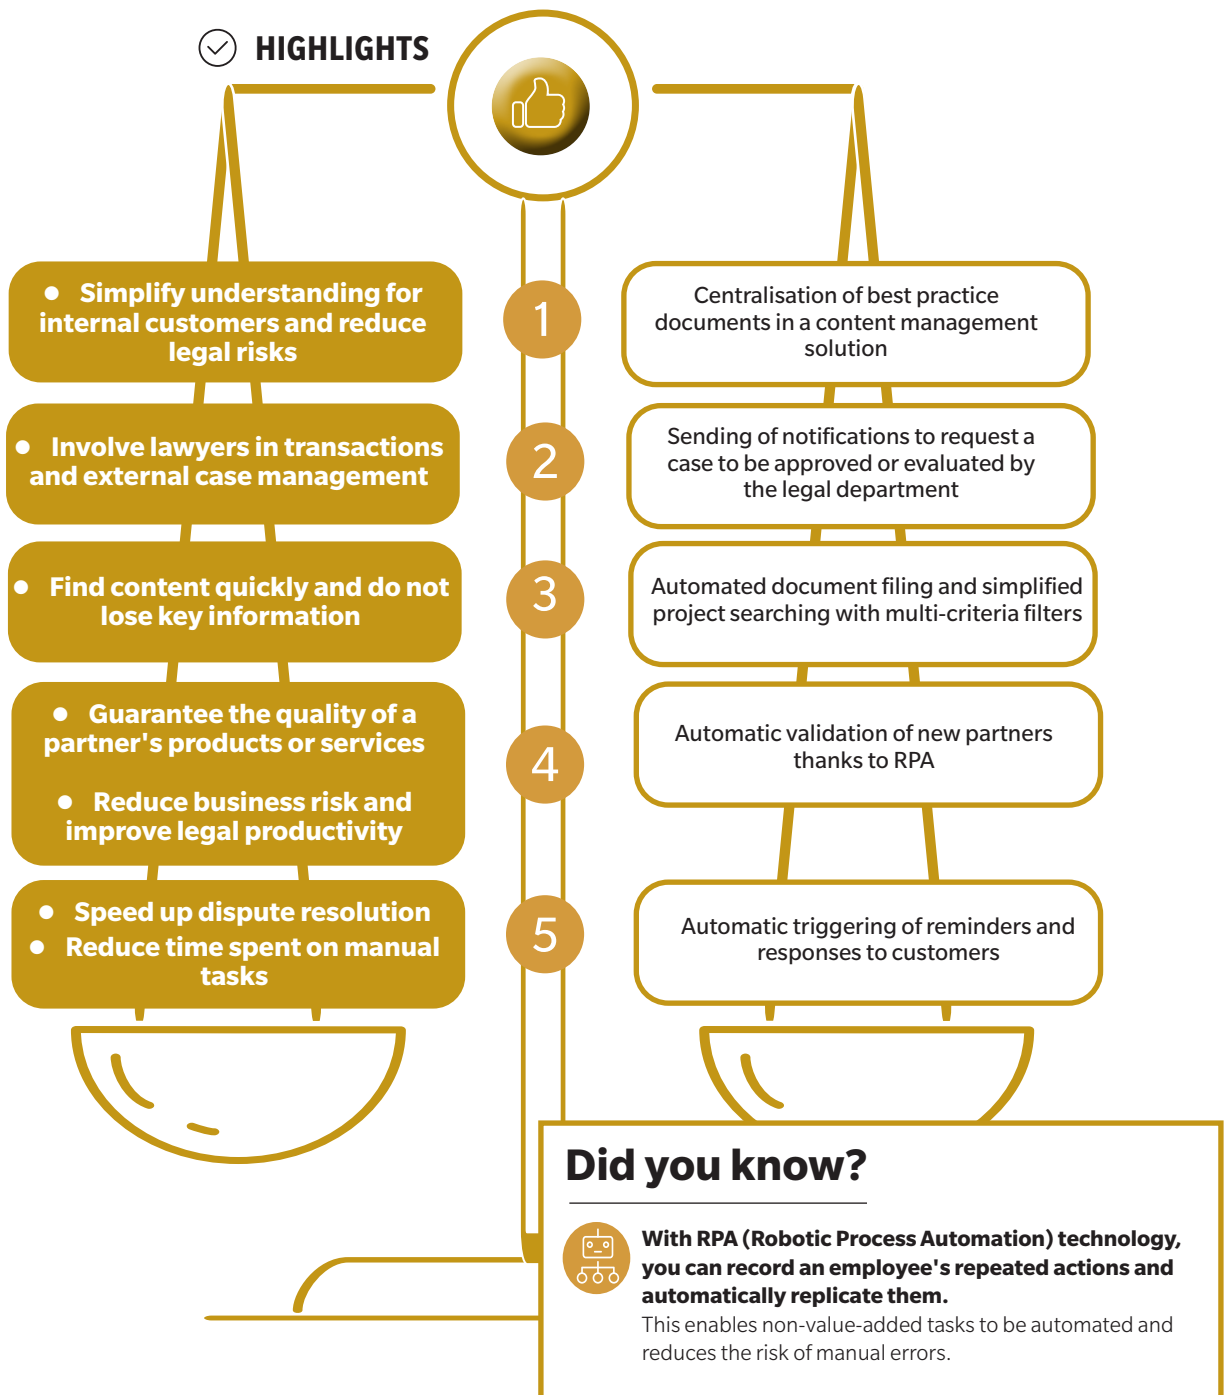 HIGHLIGHTS
• Simplify understanding for
internal customers and reduce
legal risks
1
Centralisation of best practice
documents in a content management
solution
• Involve lawyers in transactions
and external case management
2
Sending of notifications to request a
case to be approved or evaluated by
the legal department
• Find content quickly and do not
lose key information
3
Automated document filing and simplified
project searching with multi-criteria filters
• Guarantee the quality of a
partner's products or services
• Reduce business risk and
improve legal productivity
4
Automatic validation of new partners
thanks to RPA
• Speed up dispute resolution
• Reduce time spent on manual
tasks
5
Automatic triggering of reminders and
responses to customers
Did you know?
With RPA (Robotic Process Automation) technology,
you can record an employee's repeated actions and
automatically replicate them.
This enables non-value-added tasks to be automated and
reduces the risk of manual errors.